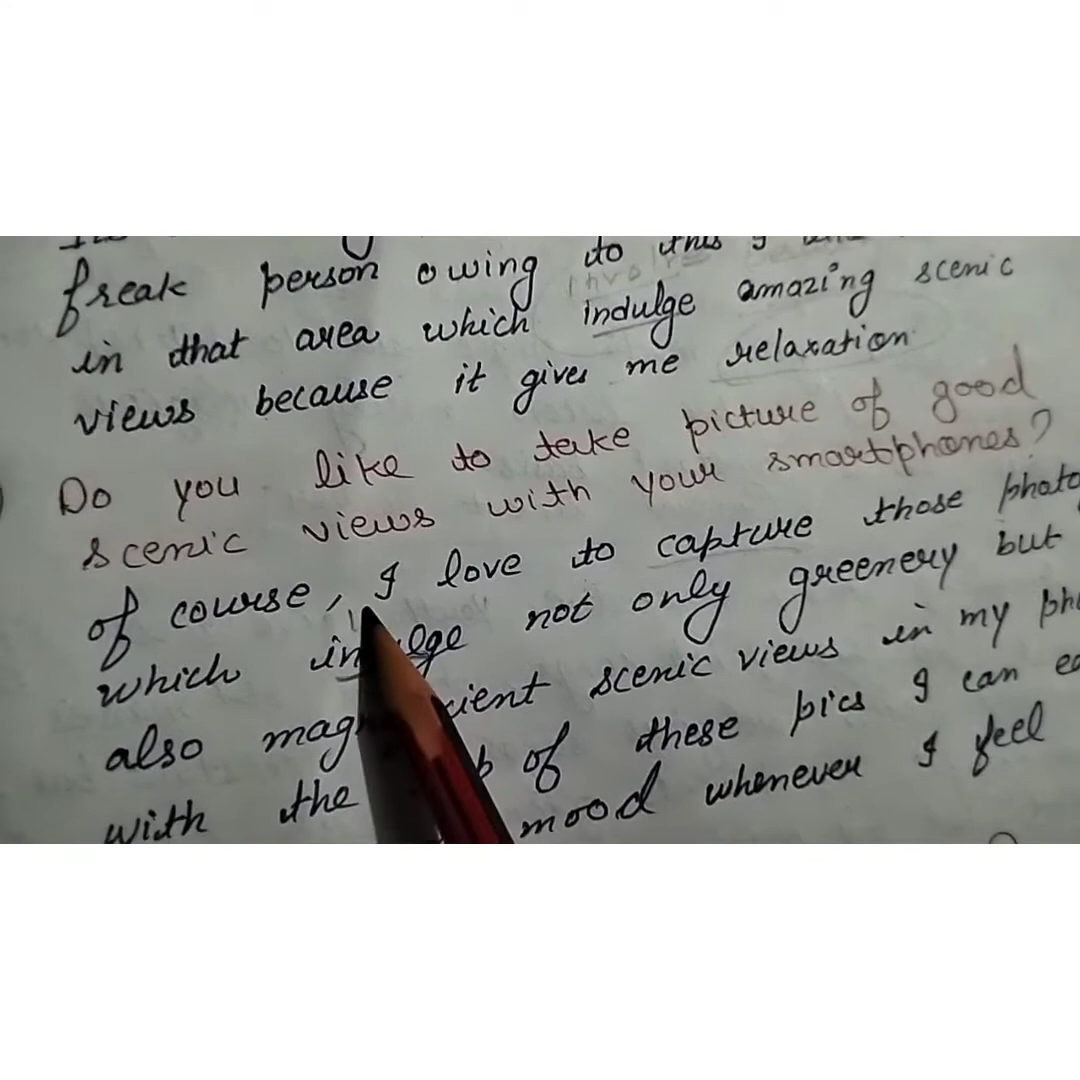 freak person owing to this I
in that area which indulge amazing scenic
views because it gives me relaxation
Do you like to take picture of good
scenic views with your smartphones?
of course, I love to capture those photo
which not only greenery but
also scenic views in my
with the of these pics I can
mood whenever I feel